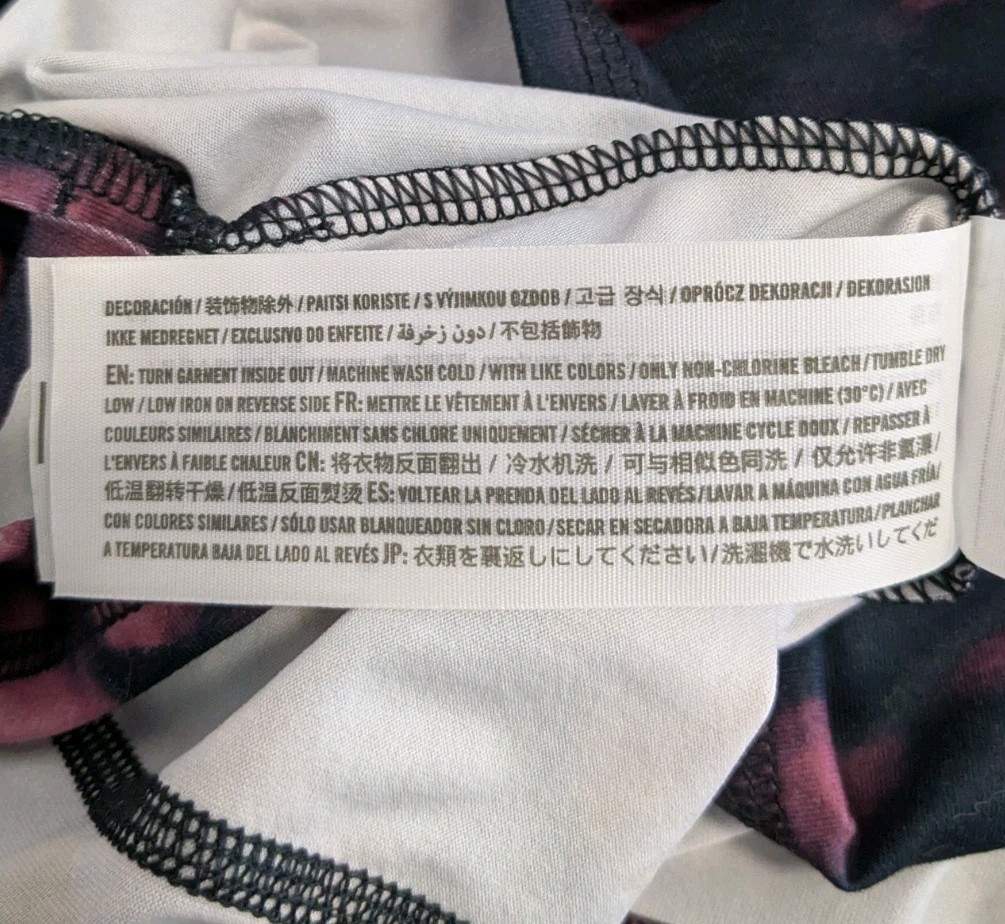 DECORACIÓN / 装饰物除外 / PAITSI KORISTE / S VÝJIMKOU OZDOB / 고급 장식 / OPRÓCZ DEKORACJI / DEKORASJON
IKKE MEDREGNET / EXCLUSIVO DO ENFEITE / دون زخرفة / 不包括飾物
EN: TURN GARMENT INSIDE OUT / MACHINE WASH COLD / WITH LIKE COLORS / ONLY NON-CHLORINE BLEACH / TUMBLE DRY
LOW / LOW IRON ON REVERSE SIDE FR: METTRE LE VÊTEMENT À L'ENVERS / LAVER À FROID EN MACHINE (30°C) / AVEC
COULEURS SIMILAIRES / BLANCHIMENT SANS CHLORE UNIQUEMENT / SÉCHER À LA MACHINE CYCLE DOUX / REPASSER À
L'ENVERS À FAIBLE CHALEUR CN: 将衣物反面翻出 / 冷水机洗 / 可与相似色同洗 / 仅允许非氯漂 /
低温翻转干燥 / 低温反面熨烫 ES: VOLTEAR LA PRENDA DEL LADO AL REVÉS / LAVAR A MÁQUINA CON AGUA FRÍA /
CON COLORES SIMILARES / SÓLO USAR BLANQUEADOR SIN CLORO / SECAR EN SECADORA A BAJA TEMPERATURA / PLANCHAR
A TEMPERATURA BAJA DEL LADO AL REVÉS JP: 衣類を裏返しにしてください / 洗濯機で水洗いしてくだ